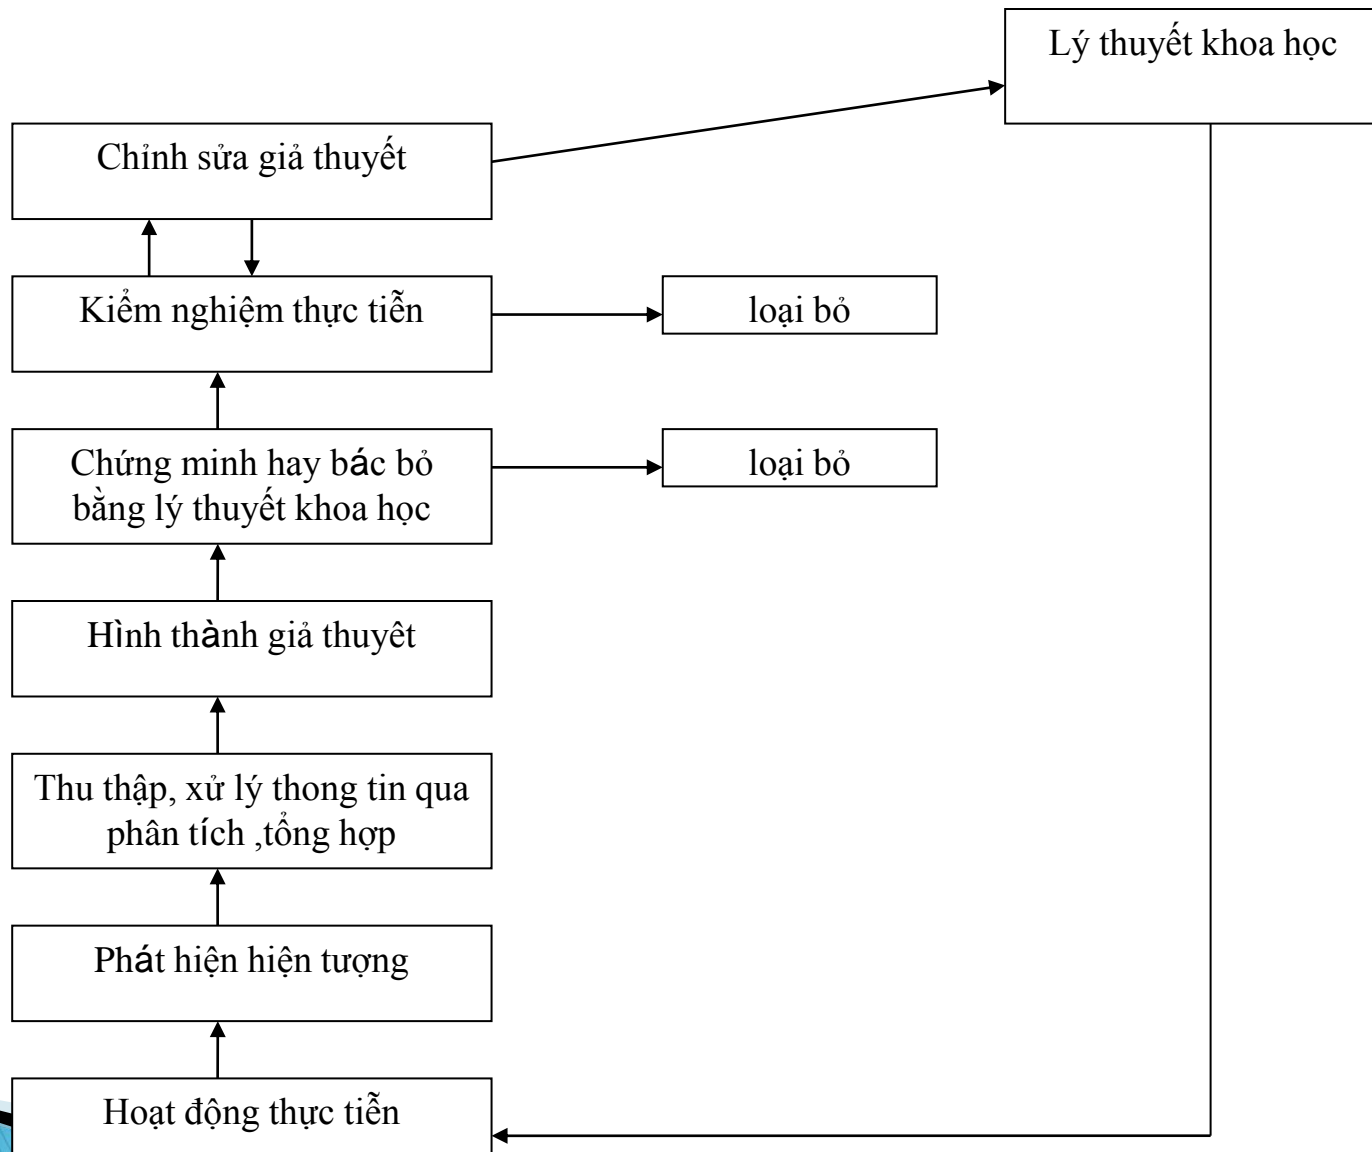 Lý thuyết khoa học
Chỉnh sửa giả thuyết
Kiểm nghiệm thực tiễn
loại bỏ
Chứng minh hay bác bỏ
bằng lý thuyết khoa học
loại bỏ
Hình thành giả thuyêt
Thu thập, xử lý thong tin qua
phân tích ,tổng hợp
Phát hiện hiện tượng
Hoạt động thực tiễn